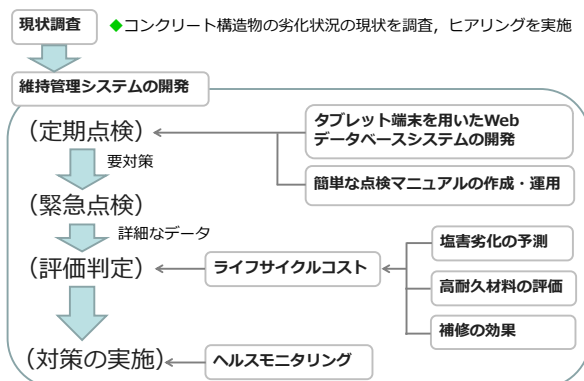 現状調査
◆コンクリート構造物の劣化状況の現状を調査，ヒアリングを実施
維持管理システムの開発
（定期点検）
タブレット端末を用いたWeb
データベースシステムの開発
要対策
簡単な点検マニュアルの作成・運用
（緊急点検）
詳細なデータ
塩害劣化の予測
（評価判定）
ライフサイクルコスト
高耐久材料の評価
補修の効果
（対策の実施）
ヘルスモニタリング